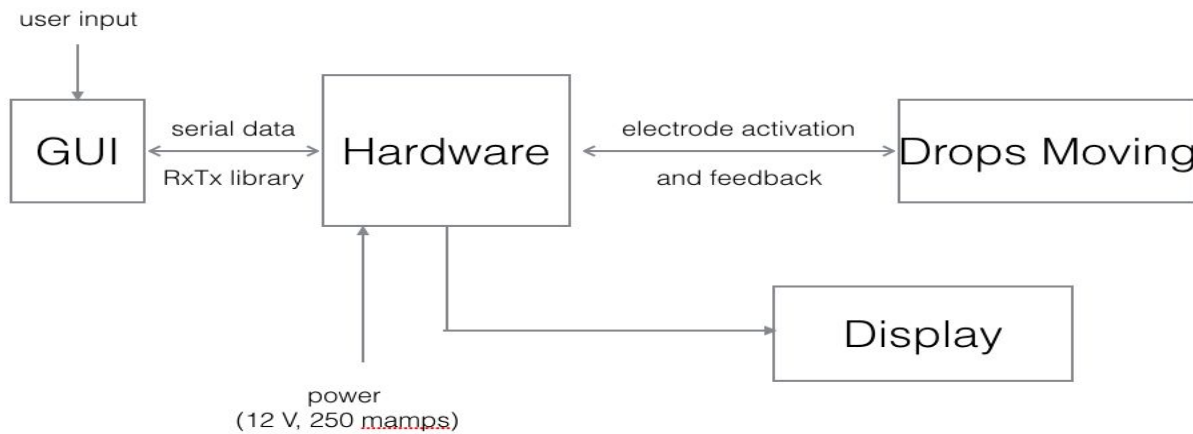 user input
GUI
serial data
RxTx library
Hardware
electrode activation
and feedback
Drops Moving
Display
power
(12 V, 250 mamps)